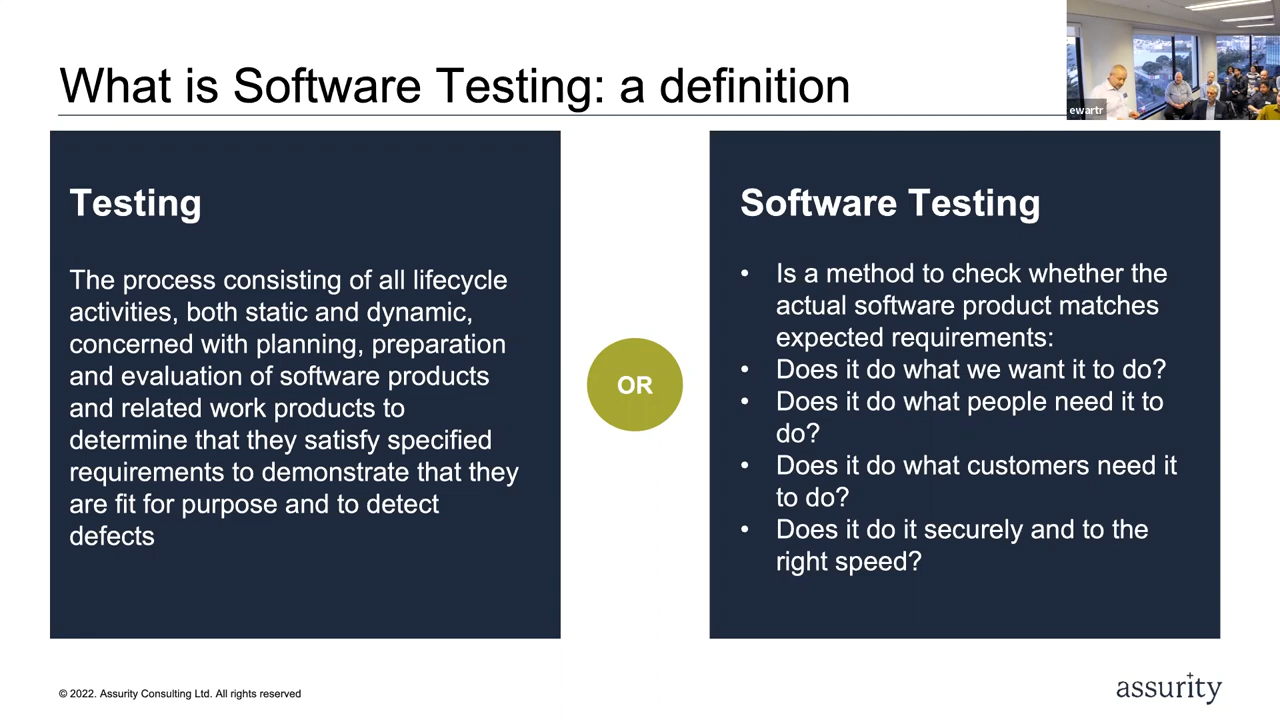 What is Software Testing: a definition
ewartr
Testing
The process consisting of all lifecycle
activities, both static and dynamic,
concerned with planning, preparation
and evaluation of software products
and related work products to
determine that they satisfy specified
requirements to demonstrate that they
are fit for purpose and to detect
defects
OR
Software Testing
• Is a method to check whether the
actual software product matches
expected requirements:
• Does it do what we want it to do?
• Does it do what people need it to
do?
• Does it do what customers need it
to do?
• Does it do it securely and to the
right speed?
© 2022. Assurity Consulting Ltd. All rights reserved
assurity